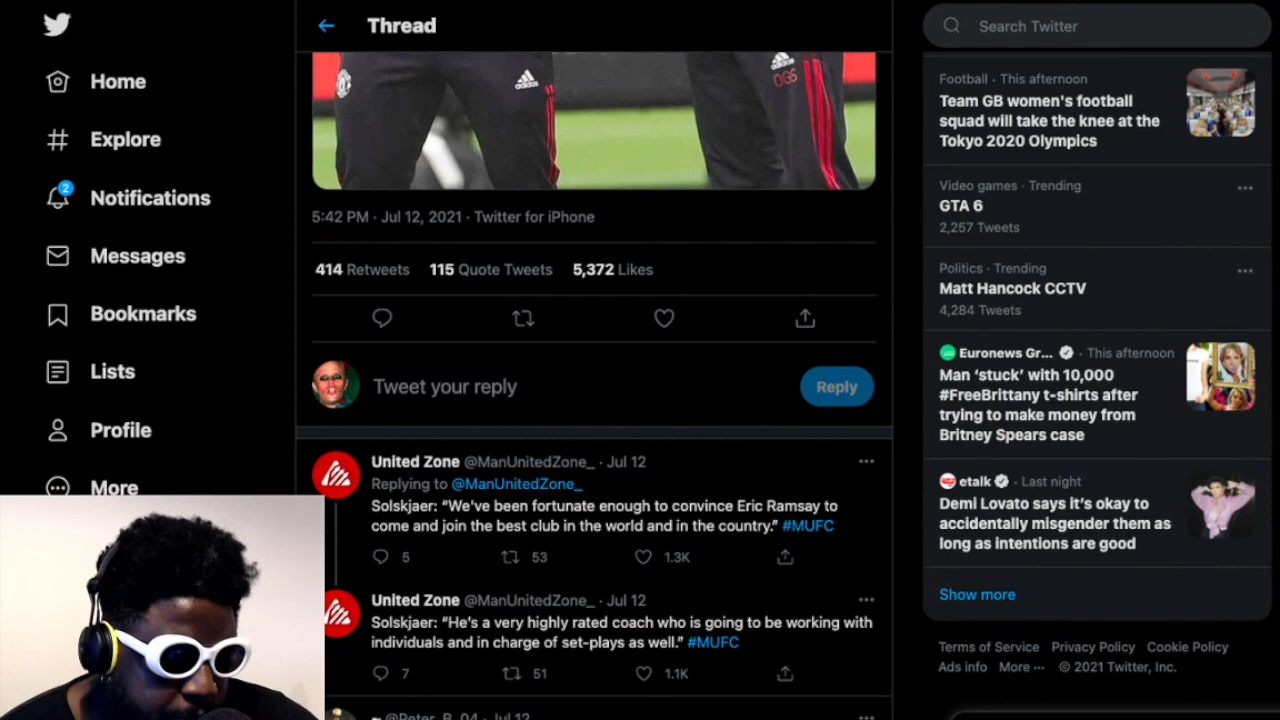 Thread
Search Twitter
Home
Explore
2
Notifications
Messages
Bookmarks
Lists
Profile
More
OGS
5:42 PM · Jul 12, 2021 · Twitter for iPhone
414 Retweets 115 Quote Tweets 5,372 Likes
Tweet your reply
Reply
United Zone @ManUnitedZone_ · Jul 12
Replying to @ManUnitedZone_
Solskjaer: “We’ve been fortunate enough to convince Eric Ramsay to
come and join the best club in the world and in the country.” #MUFC
5 53 1.3K
United Zone @ManUnitedZone_ · Jul 12
Solskjaer: “He’s a very highly rated coach who is going to be working with
individuals and in charge of set-plays as well.” #MUFC
7 51 1.1K
@Peter_B_04 · Jul 12
Football · This afternoon
Team GB women's football
squad will take the knee at the
Tokyo 2020 Olympics
Video games · Trending
GTA 6
2,257 Tweets
Politics · Trending
Matt Hancock CCTV
4,284 Tweets
Euronews Gr... · This afternoon
Man ‘stuck’ with 10,000
#FreeBrittany t-shirts after
trying to make money from
Britney Spears case
etalk · Last night
Demi Lovato says it’s okay to
accidentally misgender them as
long as intentions are good
Show more
Terms of Service Privacy Policy Cookie Policy
Ads info More ··· © 2021 Twitter, Inc.